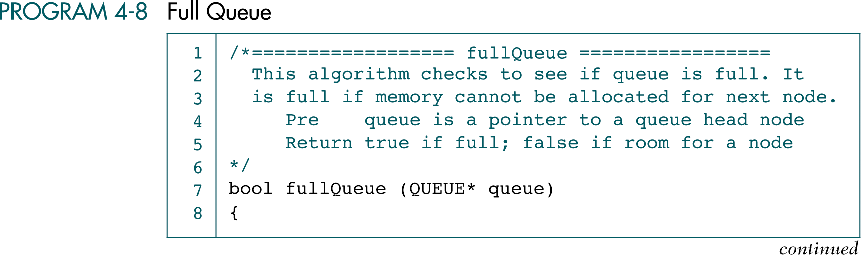 PROGRAM 4-8 Full Queue
1 /*================== fullQueue =================
2 This algorithm checks to see if queue is full. It
3 is full if memory cannot be allocated for next node.
4 Pre queue is a pointer to a queue head node
5 Return true if full; false if room for a node
6 */
7 bool fullQueue (QUEUE* queue)
8 {
continued